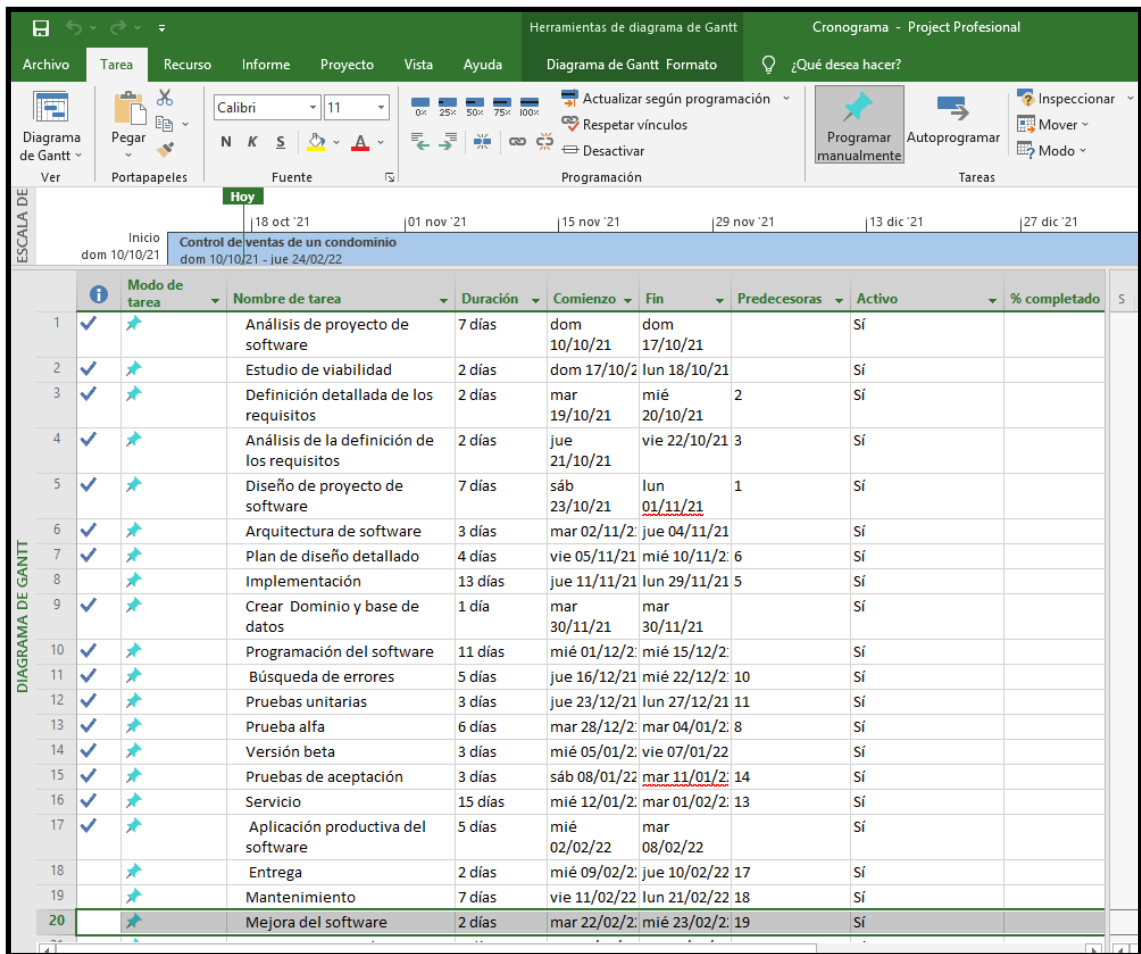 Herramientas de diagrama de Gantt Cronograma - Project Profesional
Archivo Tarea Recurso Informe Proyecto Vista Ayuda Diagrama de Gantt Formato ¿Qué desea hacer?
Diagrama de Gantt
Ver
Pegar
Portapapeles
Calibri 11
N K S A
Fuente
0% 25% 50% 75% 100%
Actualizar según programación
Respetar vínculos
Desactivar
Programación
Programar manualmente
Autoprogramar
Inspeccionar
Mover
Modo
Tareas
ESCALA DE
Hoy
18 oct '21 01 nov '21 15 nov '21 29 nov '21 13 dic '21 27 dic '21
Inicio
dom 10/10/21
Control de ventas de un condominio
dom 10/10/21 - jue 24/02/22
DIAGRAMA DE GANTT
Modo de tarea Nombre de tarea Duración Comienzo Fin Predecesoras Activo % completado S
1 Análisis de proyecto de software 7 días dom 10/10/21 dom 17/10/21 Sí
2 Estudio de viabilidad 2 días dom 17/10/2 lun 18/10/21 Sí
3 Definición detallada de los requisitos 2 días mar 19/10/21 mié 20/10/21 2 Sí
4 Análisis de la definición de los requisitos 2 días jue 21/10/21 vie 22/10/21 3 Sí
5 Diseño de proyecto de software 7 días sáb 23/10/21 lun 01/11/21 1 Sí
6 Arquitectura de software 3 días mar 02/11/2 jue 04/11/21 Sí
7 Plan de diseño detallado 4 días vie 05/11/21 mié 10/11/2 6 Sí
8 Implementación 13 días jue 11/11/21 lun 29/11/21 5 Sí
9 Crear Dominio y base de datos 1 día mar 30/11/21 mar 30/11/21 Sí
10 Programación del software 11 días mié 01/12/2 mié 15/12/2 Sí
11 Búsqueda de errores 5 días jue 16/12/21 mié 22/12/2 10 Sí
12 Pruebas unitarias 3 días jue 23/12/21 lun 27/12/21 11 Sí
13 Prueba alfa 6 días mar 28/12/2 mar 04/01/2 8 Sí
14 Versión beta 3 días mié 05/01/2 vie 07/01/22 Sí
15 Pruebas de aceptación 3 días sáb 08/01/22 mar 11/01/2 14 Sí
16 Servicio 15 días mié 12/01/2 mar 01/02/2 13 Sí
17 Aplicación productiva del software 5 días mié 02/02/22 mar 08/02/22 Sí
18 Entrega 2 días mié 09/02/2 jue 10/02/22 17 Sí
19 Mantenimiento 7 días vie 11/02/22 lun 21/02/22 18 Sí
20 Mejora del software 2 días mar 22/02/2 mié 23/02/2 19 Sí